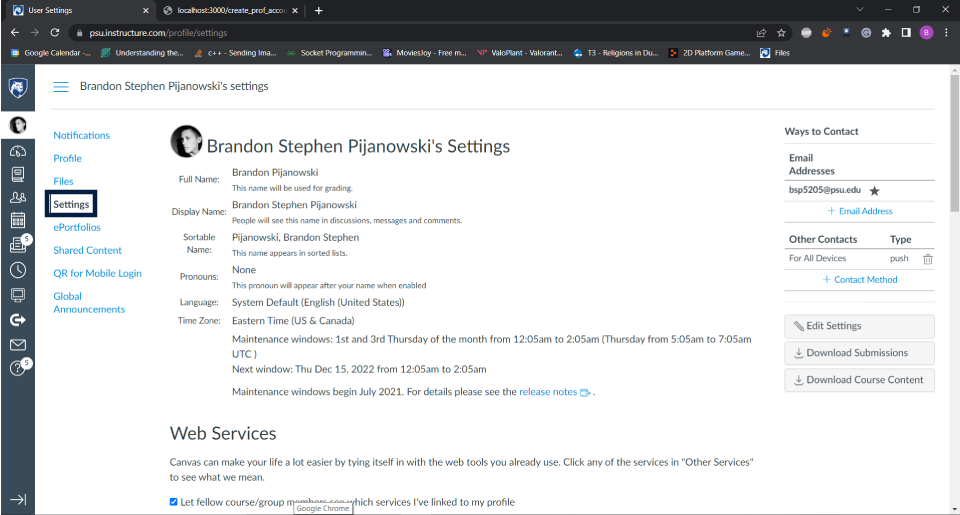 User Settings
localhost:3000/create_prof_accou
psu.instructure.com/profile/settings
B
Google Calendar -...
Understanding the...
c++ - Sending Ima...
Socket Programmin...
MoviesJoy - Free m...
ValoPlant - Valorant...
T3 - Religions in Du...
2D Platform Game...
Files
Brandon Stephen Pijanowski's settings
Notifications
Profile
Files
Settings
ePortfolios
Shared Content
QR for Mobile Login
Global
Announcements
5
5
Brandon Stephen Pijanowski's Settings
Full Name: Brandon Pijanowski
This name will be used for grading.
Display Name: Brandon Stephen Pijanowski
People will see this name in discussions, messages and comments.
Sortable Name: Pijanowski, Brandon Stephen
This name appears in sorted lists.
Pronouns: None
This pronoun will appear after your name when enabled
Language: System Default (English (United States))
Time Zone: Eastern Time (US & Canada)
Maintenance windows: 1st and 3rd Thursday of the month from 12:05am to 2:05am (Thursday from 5:05am to 7:05am
UTC )
Next window: Thu Dec 15, 2022 from 12:05am to 2:05am
Maintenance windows begin July 2021. For details please see the release notes .
Web Services
Canvas can make your life a lot easier by tying itself in with the web tools you already use. Click any of the services in "Other Services"
to see what we mean.
Let fellow course/group members see which services I've linked to my profile
Google Chrome
Ways to Contact
Email
Addresses
bsp5205@psu.edu
+ Email Address
Other Contacts Type
For All Devices push
+ Contact Method
Edit Settings
Download Submissions
Download Course Content